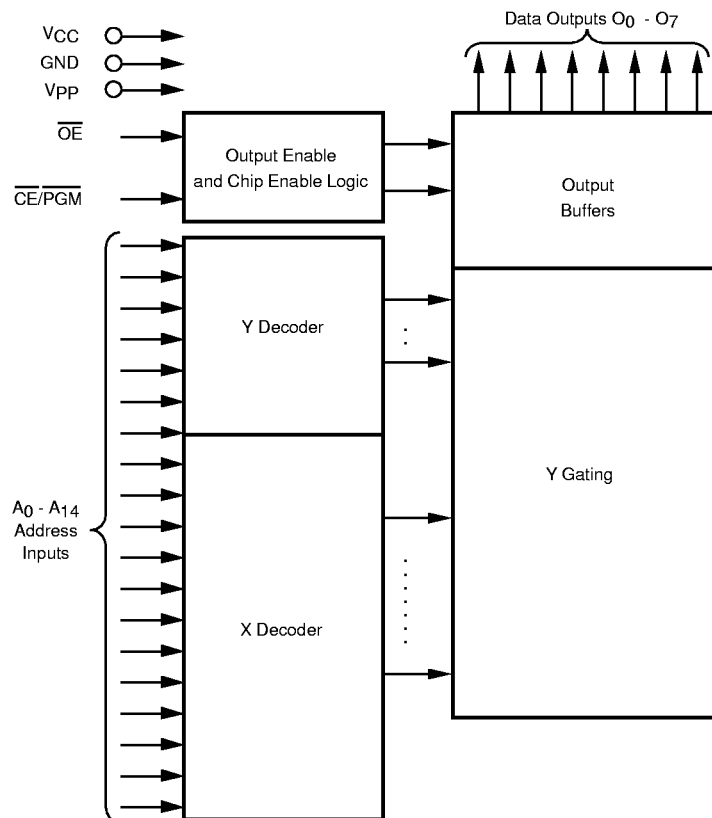 Data Outputs O0 - O7
VCC
GND
VPP
OE
CE/PGM
Output Enable
and Chip Enable Logic
Output
Buffers
Y Decoder
Y Gating
A0 - A14
Address
Inputs
X Decoder